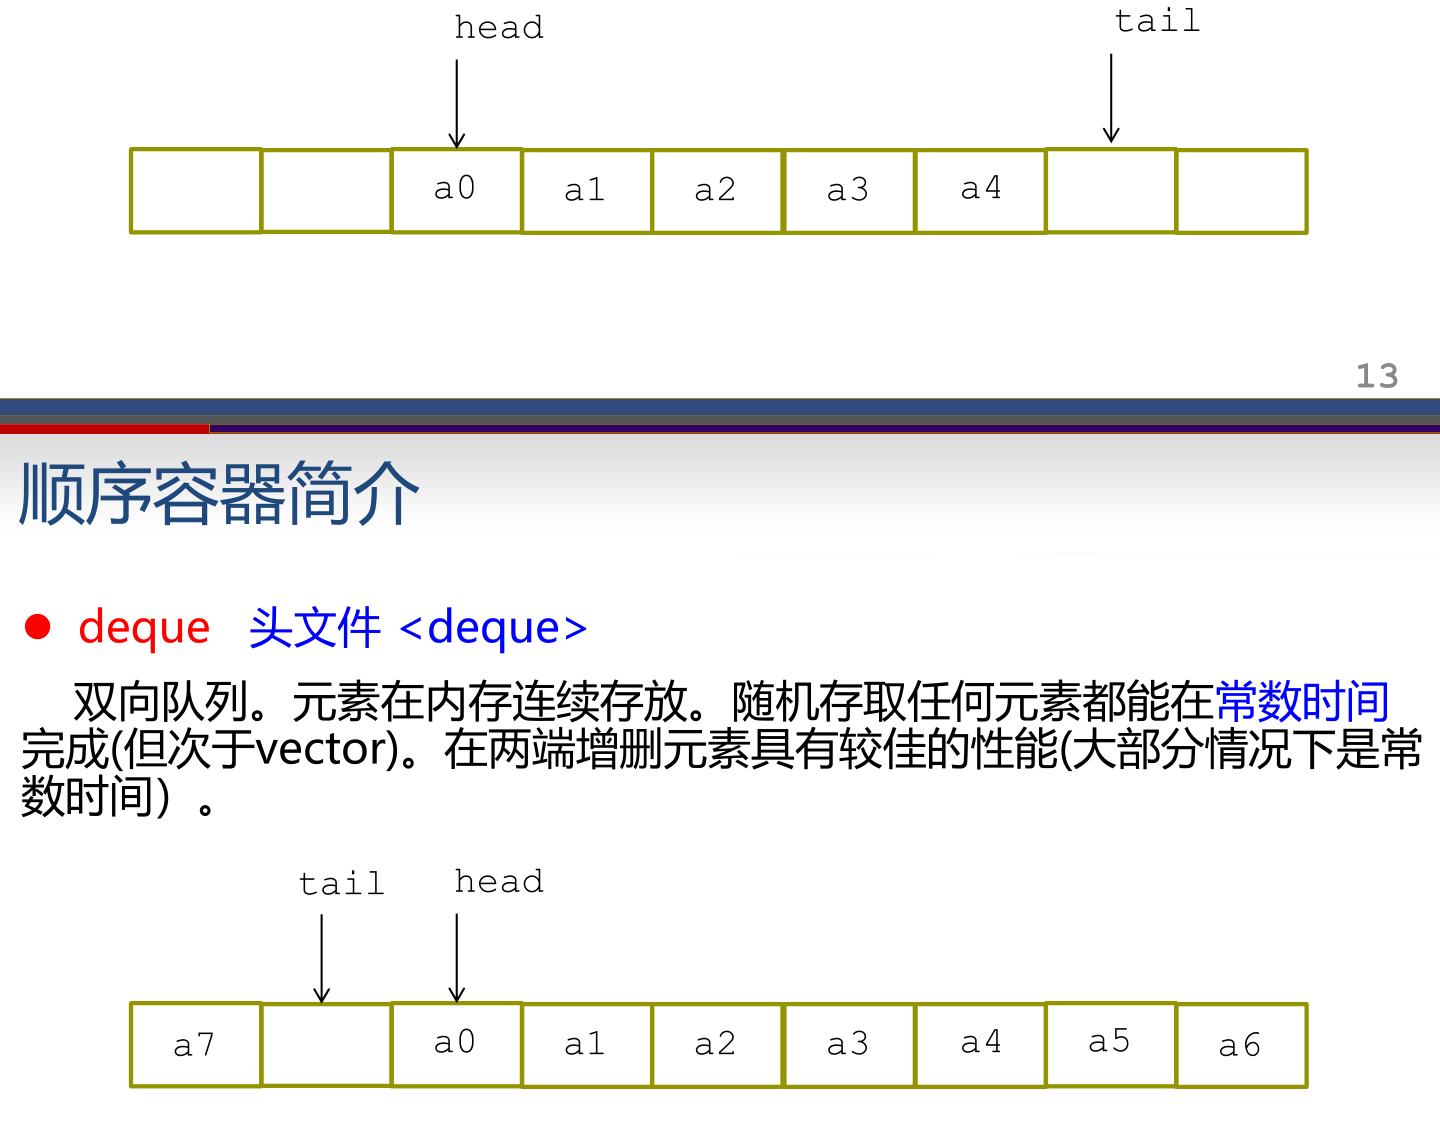 head tail
a0 a1 a2 a3 a4
13
顺序容器简介
● deque 头文件 <deque>
双向队列。元素在内存连续存放。随机存取任何元素都能在常数时间
完成(但次于vector)。在两端增删元素具有较佳的性能(大部分情况下是常
数时间）。
tail head
a7 a0 a1 a2 a3 a4 a5 a6